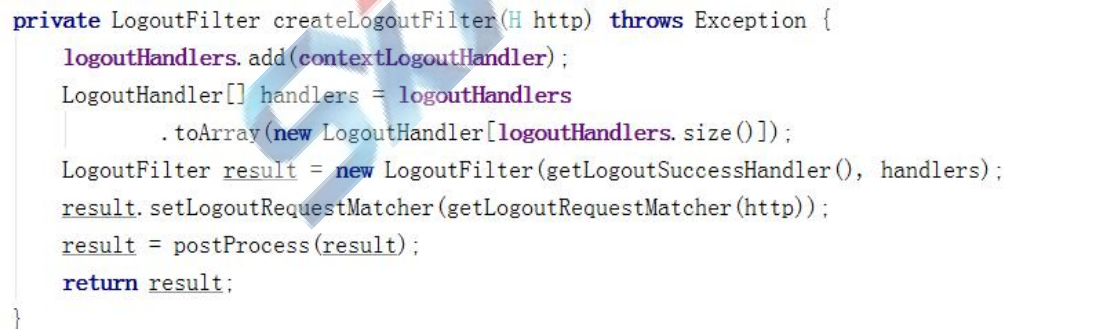 private LogoutFilter createLogoutFilter(H http) throws Exception {
    logoutHandlers.add(contextLogoutHandler);
    LogoutHandler[] handlers = logoutHandlers
            .toArray(new LogoutHandler[logoutHandlers.size()]);
    LogoutFilter result = new LogoutFilter(getLogoutSuccessHandler(), handlers);
    result.setLogoutRequestMatcher(getLogoutRequestMatcher(http));
    result = postProcess(result);
    return result;
}